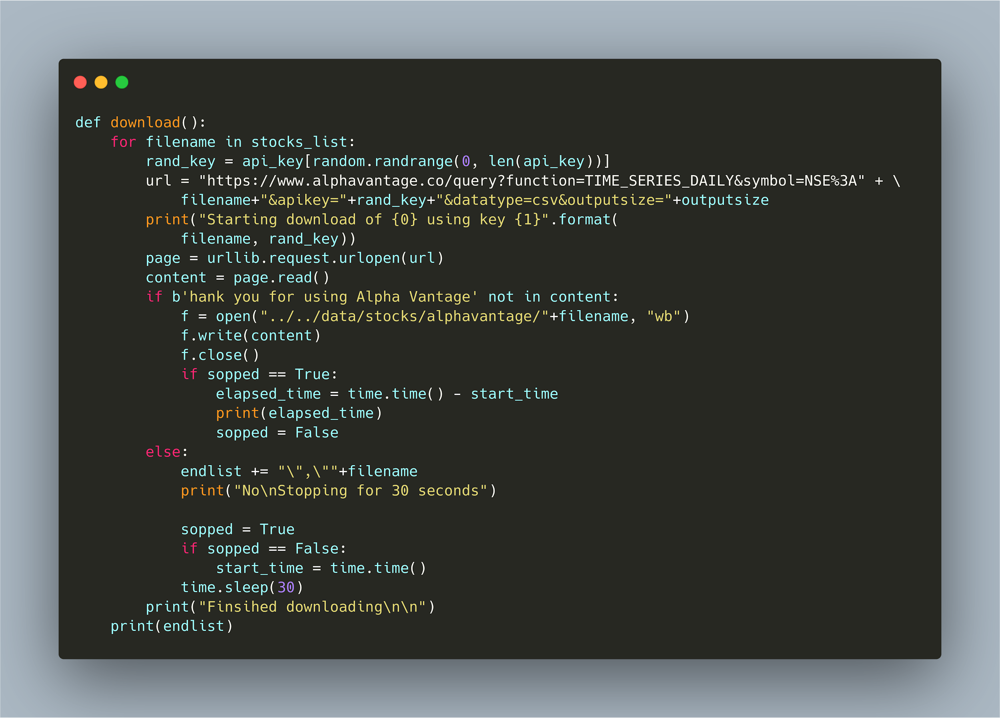 def download():
    for filename in stocks_list:
        rand_key = api_key[random.randrange(0, len(api_key))]
        url = "https://www.alphavantage.co/query?function=TIME_SERIES_DAILY&symbol=NSE%3A" + \
            filename+"&apikey="+rand_key+"&datatype=csv&outputsize="+outputsize
        print("Starting download of {0} using key {1}".format(
            filename, rand_key))
        page = urllib.request.urlopen(url)
        content = page.read()
        if b'hank you for using Alpha Vantage' not in content:
            f = open("../../data/stocks/alphavantage/"+filename, "wb")
            f.write(content)
            f.close()
            if sopped == True:
                elapsed_time = time.time() - start_time
                print(elapsed_time)
                sopped = False
        else:
            endlist += "\",\""+filename
            print("No\nStopping for 30 seconds")

            sopped = True
            if sopped == False:
                start_time = time.time()
            time.sleep(30)
        print("Finsihed downloading\n\n")
    print(endlist)